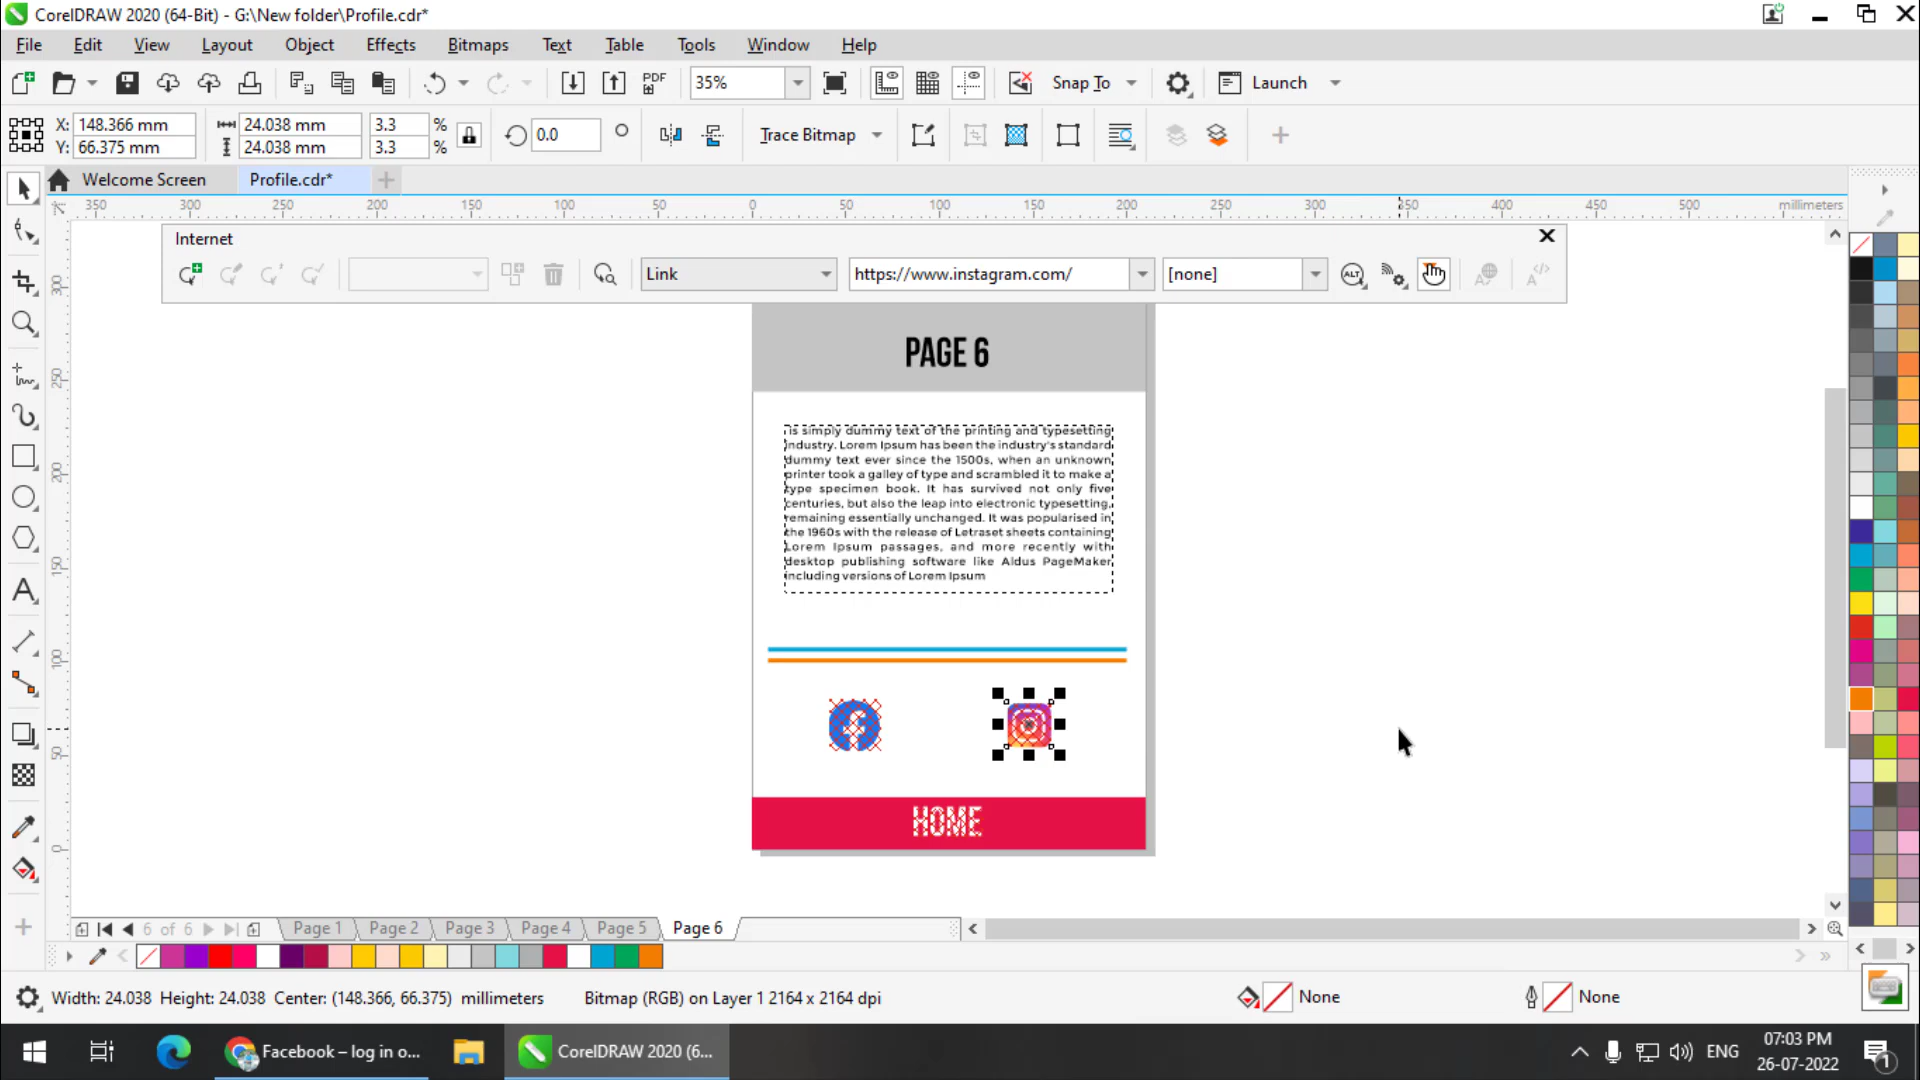 CorelDRAW 2020 (64-Bit) - G:\New folder\Profile.cdr*
File Edit View Layout Object Effects Bitmaps Text Table Tools Window Help
PDF 35% Snap To Launch
X: 148.366 mm 24.038 mm 3.3 % 0.0 ° Trace Bitmap
Y: 66.375 mm 24.038 mm 3.3 %
Welcome Screen Profile.cdr*
350 300 250 200 150 100 50 0 50 100 150 200 250 300 350 400 450 500 millimeters
Internet
Link https://www.instagram.com/ [none] ALT
300
250
200
150
100
50
0
PAGE 6
is simply dummy text of the printing and typesetting
industry. Lorem Ipsum has been the industry's standard
dummy text ever since the 1500s, when an unknown
printer took a galley of type and scrambled it to make a
type specimen book. It has survived not only five
centuries, but also the leap into electronic typesetting,
remaining essentially unchanged. It was popularised in
the 1960s with the release of Letraset sheets containing
Lorem Ipsum passages, and more recently with
desktop publishing software like Aldus PageMaker
including versions of Lorem Ipsum
HOME
6 of 6 Page 1 Page 2 Page 3 Page 4 Page 5 Page 6
Width: 24.038 Height: 24.038 Center: (148.366, 66.375) millimeters Bitmap (RGB) on Layer 1 2164 x 2164 dpi None None
Facebook – log in o... CorelDRAW 2020 (6... ENG 07:03 PM
26-07-2022 1